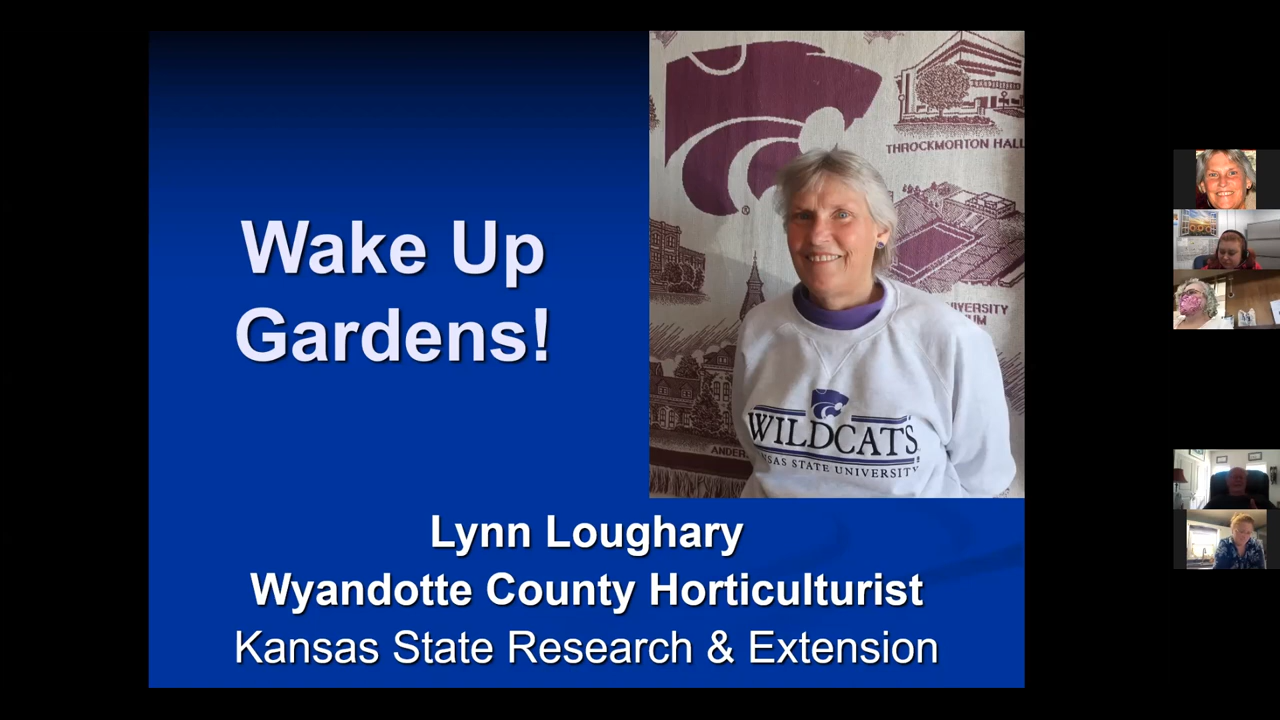 Wake Up
Gardens!
THROCKMORTON HALL
WILDCATS
KANSAS STATE UNIVERSITY
Lynn Loughary
Wyandotte County Horticulturist
Kansas State Research & Extension